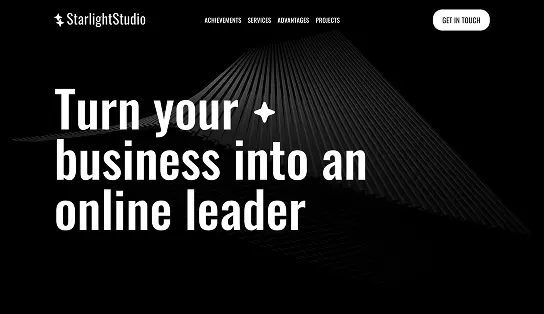 StarlightStudio
ACHIEVEMENTS SERVICES ADVANTAGES PROJECTS
GET IN TOUCH
Turn your
business into an
online leader